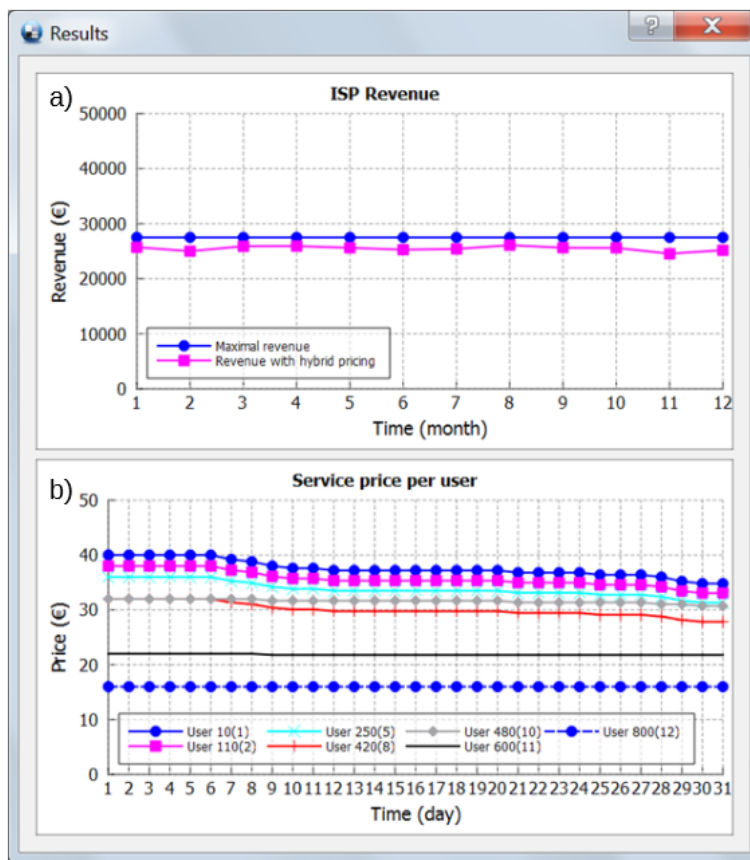 Results
?
X
a)
ISP Revenue
50000
40000
30000
20000
10000
0
Revenue (€)
Maximal revenue
Revenue with hybrid pricing
1 2 3 4 5 6 7 8 9 10 11 12
Time (month)
b)
Service price per user
50
40
30
20
10
0
Price (€)
User 10(1) User 250(5) User 480(10) User 800(12)
User 110(2) User 420(8) User 600(11)
1 2 3 4 5 6 7 8 9 10 11 12 13 14 15 16 17 18 19 20 21 22 23 24 25 26 27 28 29 30 31
Time (day)